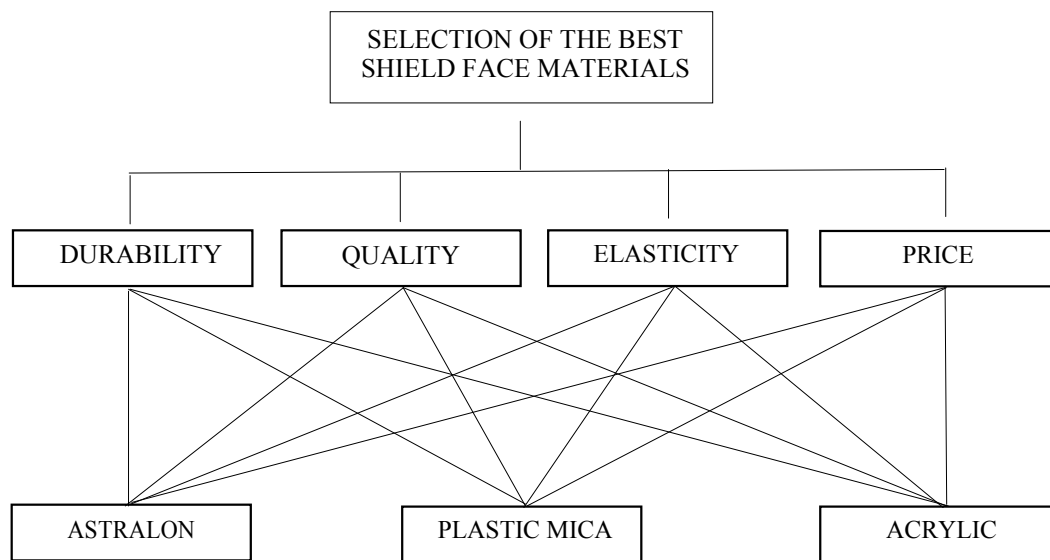 SELECTION OF THE BEST
SHIELD FACE MATERIALS
DURABILITY
QUALITY
ELASTICITY
PRICE
ASTRALON
PLASTIC MICA
ACRYLIC